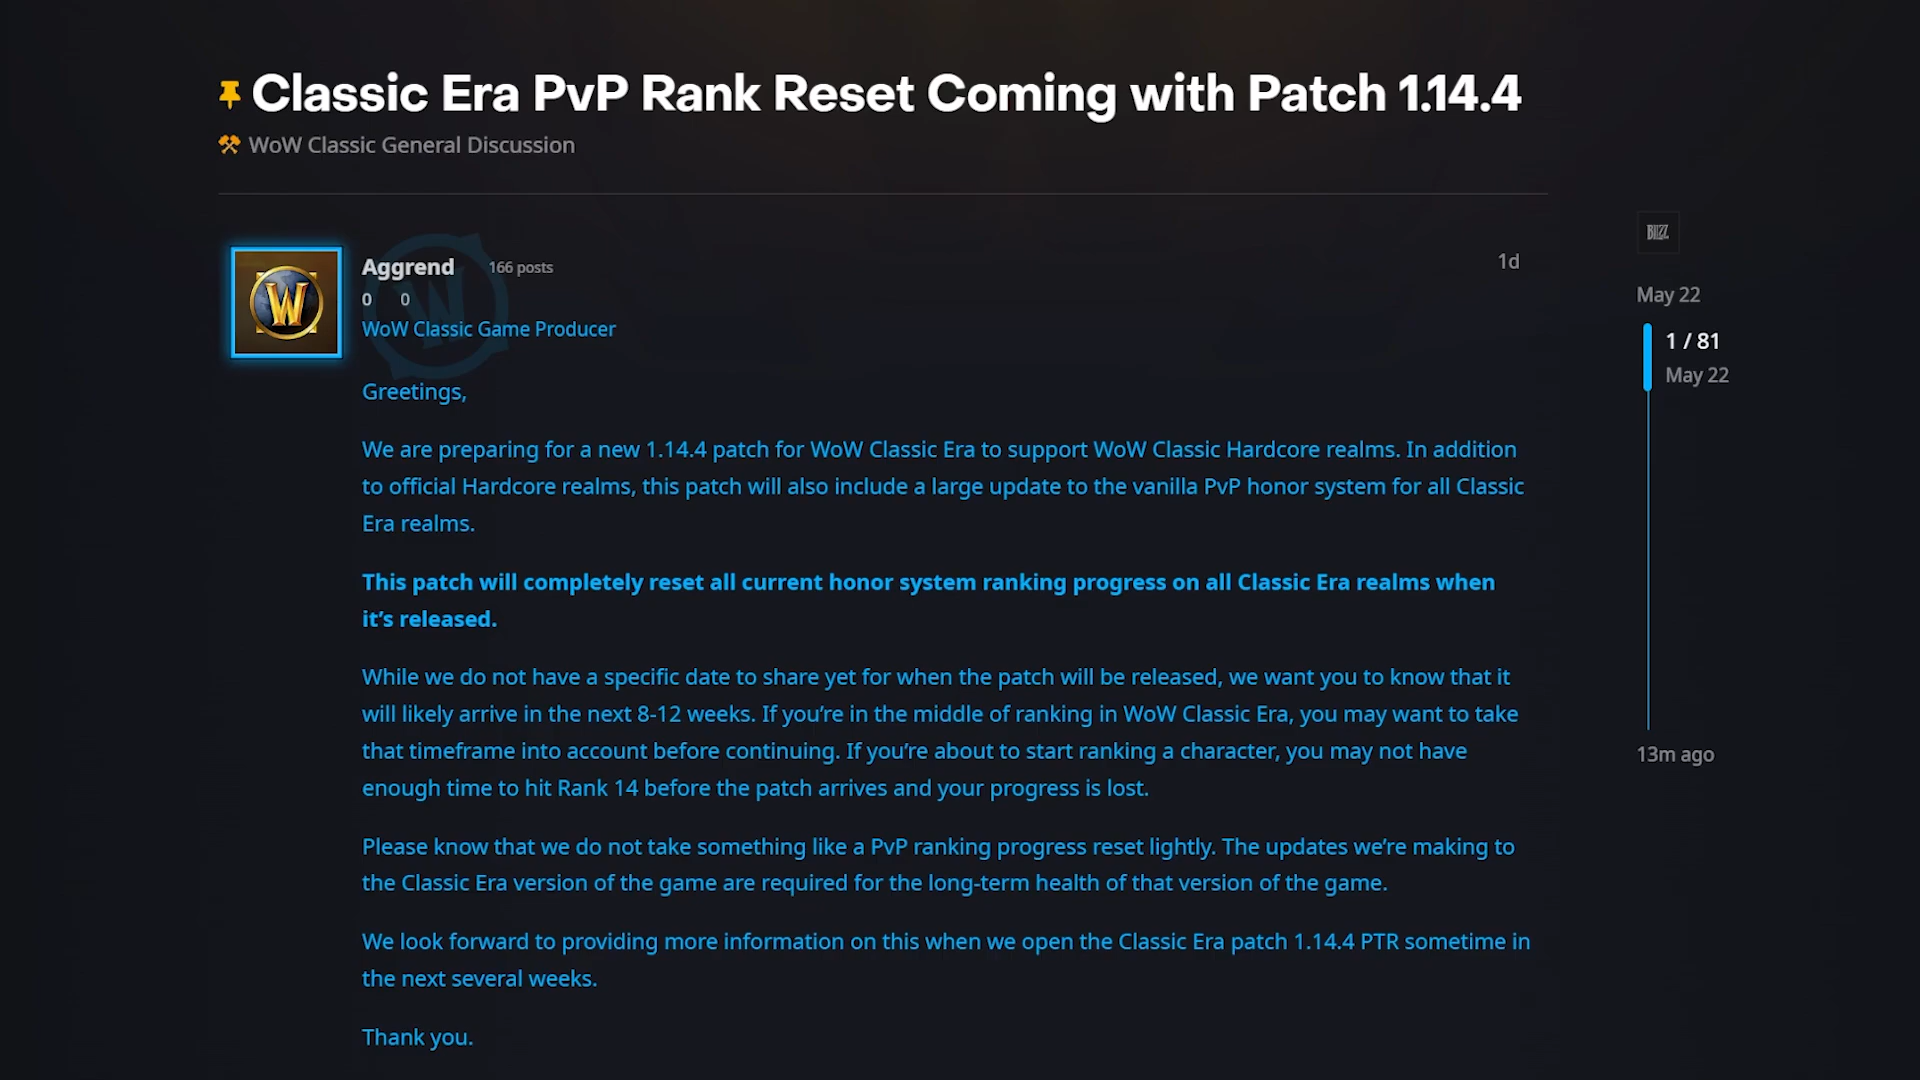 Classic Era PvP Rank Reset Coming with Patch 1.14.4
WoW Classic General Discussion
Aggrend 166 posts 1d
0 0
WoW Classic Game Producer
Greetings,
We are preparing for a new 1.14.4 patch for WoW Classic Era to support WoW Classic Hardcore realms. In addition
to official Hardcore realms, this patch will also include a large update to the vanilla PvP honor system for all Classic
Era realms.
This patch will completely reset all current honor system ranking progress on all Classic Era realms when
it’s released.
While we do not have a specific date to share yet for when the patch will be released, we want you to know that it
will likely arrive in the next 8-12 weeks. If you’re in the middle of ranking in WoW Classic Era, you may want to take
that timeframe into account before continuing. If you’re about to start ranking a character, you may not have
enough time to hit Rank 14 before the patch arrives and your progress is lost.
Please know that we do not take something like a PvP ranking progress reset lightly. The updates we’re making to
the Classic Era version of the game are required for the long-term health of that version of the game.
We look forward to providing more information on this when we open the Classic Era patch 1.14.4 PTR sometime in
the next several weeks.
Thank you.
BLIZZ
May 22
1 / 81
May 22
13m ago
W